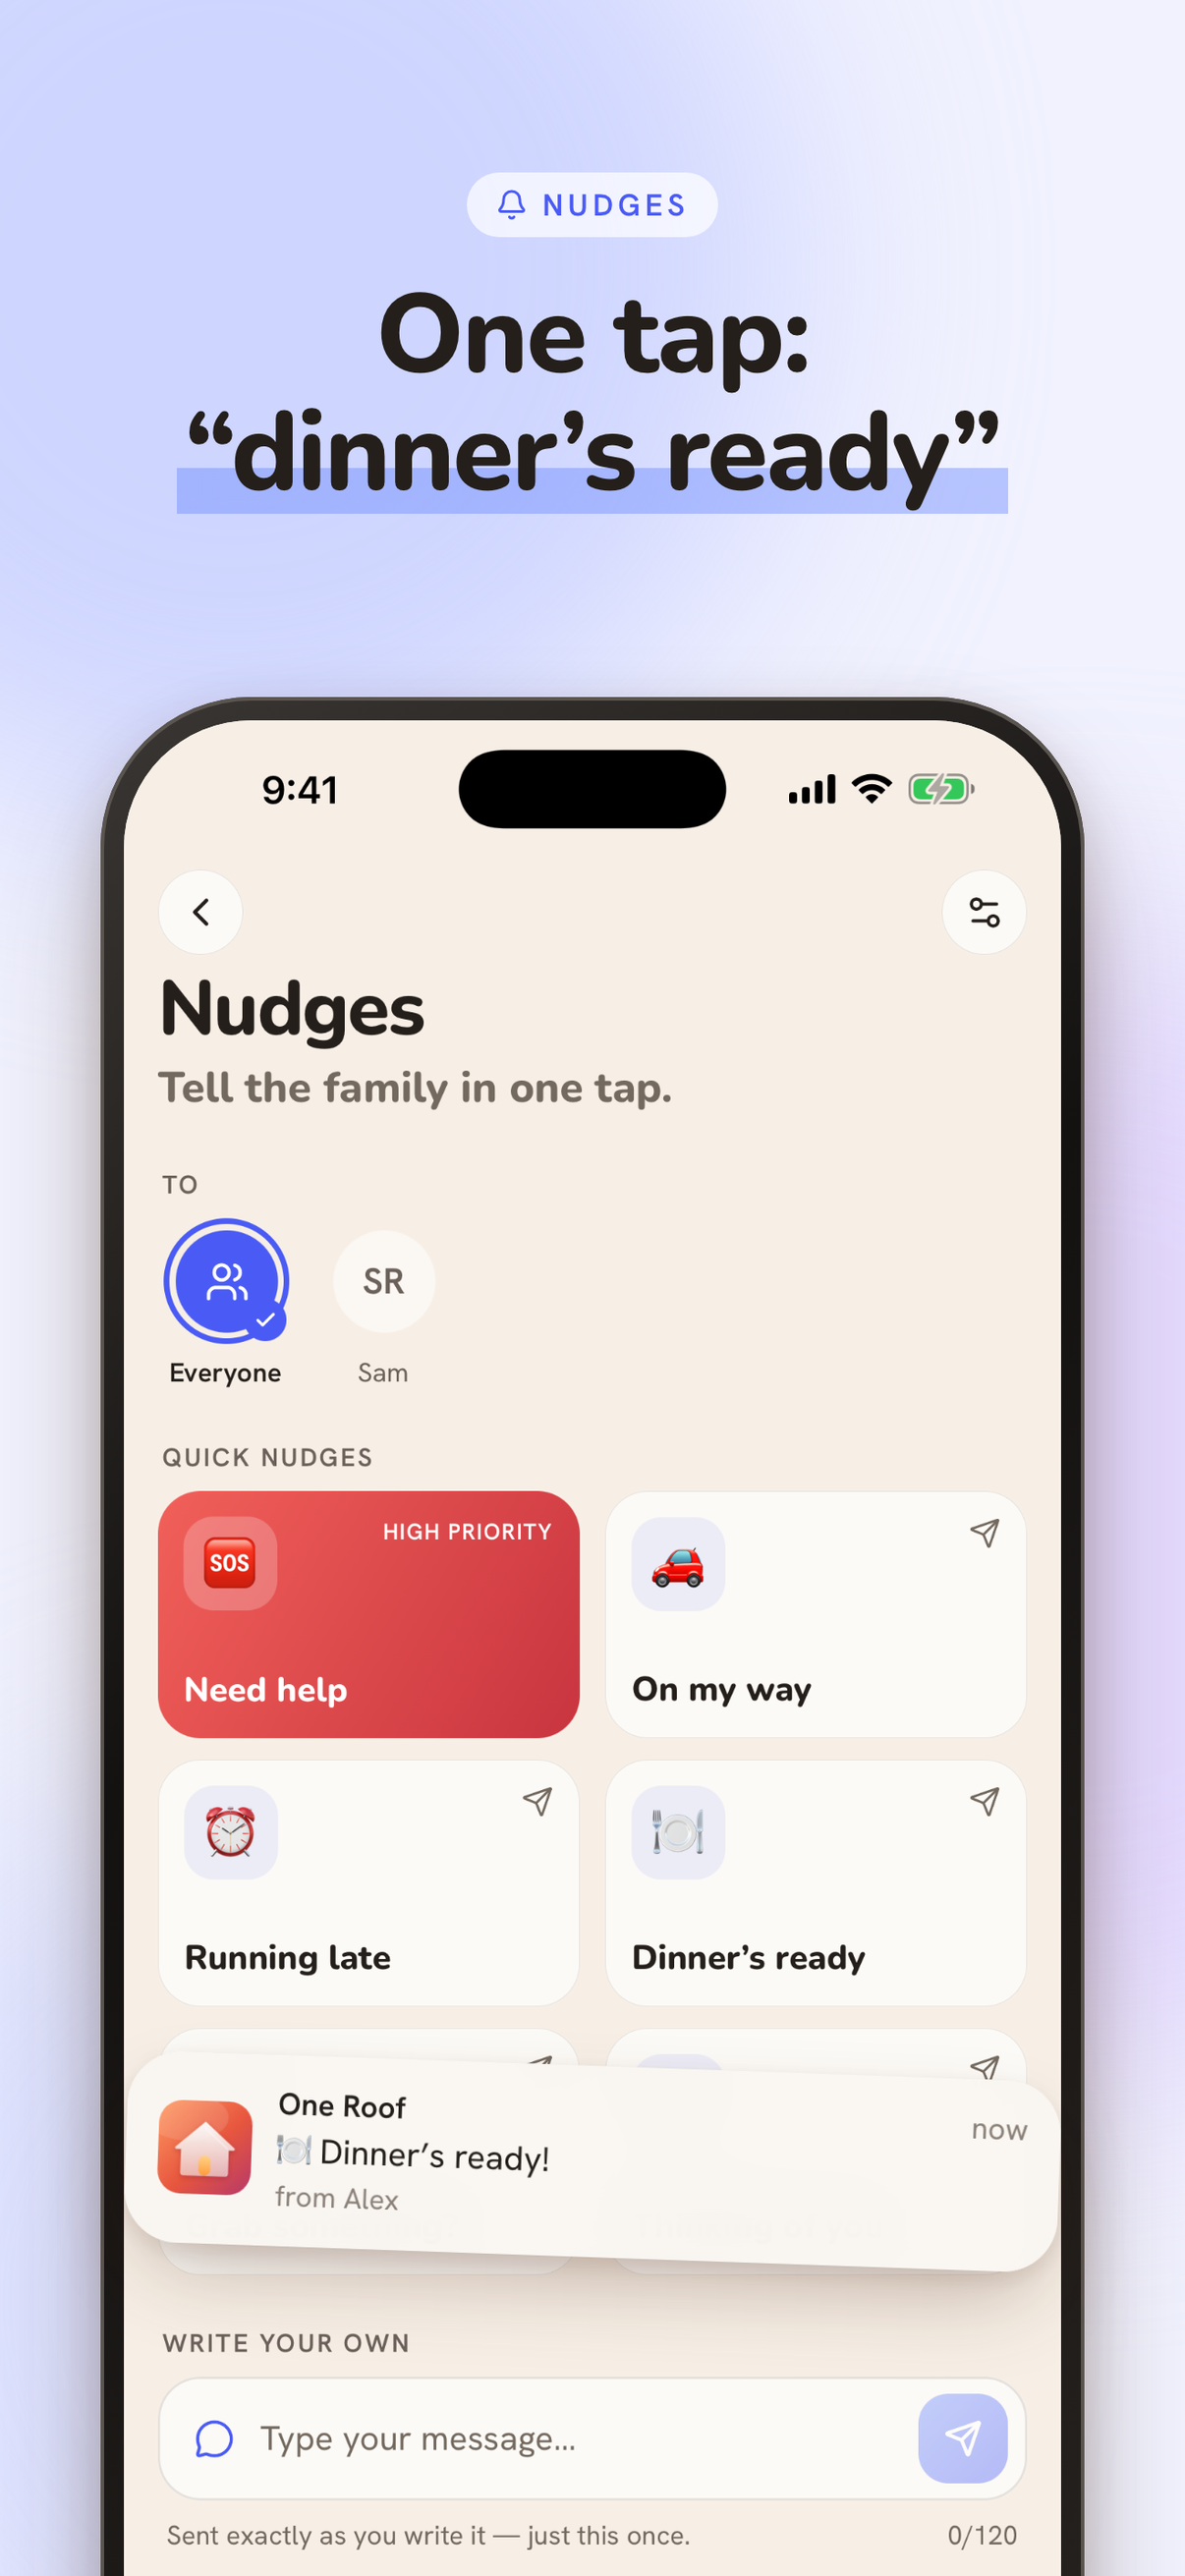 NUDGES
One tap:
“dinner’s ready”
9:41
Nudges
Tell the family in one tap.
TO
SR
Everyone
Sam
QUICK NUDGES
SOS
HIGH PRIORITY
Need help
On my way
Running late
Dinner’s ready
One Roof
now
🍽️ Dinner’s ready!
from Alex
WRITE YOUR OWN
Type your message...
Sent exactly as you write it — just this once.
0/120